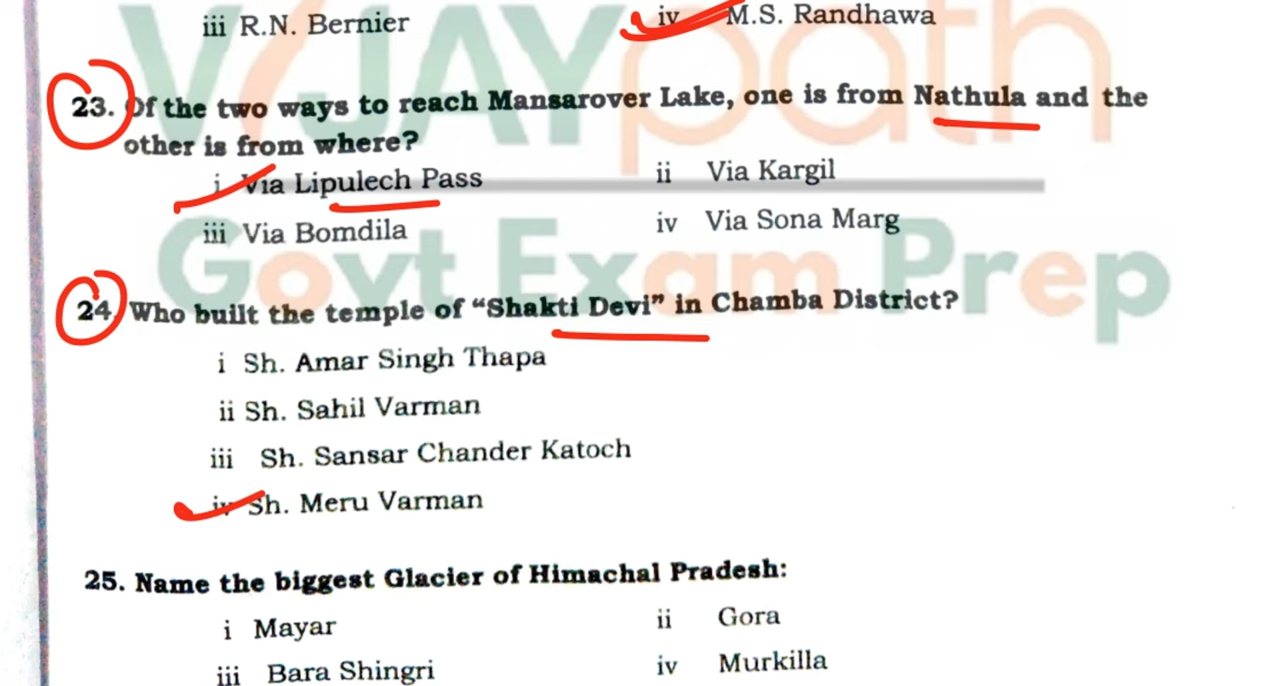 iii R.N. Bernier
iv M.S. Randhawa
23. Of the two ways to reach Mansarover Lake, one is from Nathula and the
other is from where?
i Via Lipulech Pass
ii Via Kargil
iii Via Bomdila
iv Via Sona Marg
24. Who built the temple of “Shakti Devi” in Chamba District?
i Sh. Amar Singh Thapa
ii Sh. Sahil Varman
iii Sh. Sansar Chander Katoch
iv Sh. Meru Varman
25. Name the biggest Glacier of Himachal Pradesh:
i Mayar
ii Gora
iii Bara Shingri
iv Murkilla
VIJAYpath
Govt Exam Prep